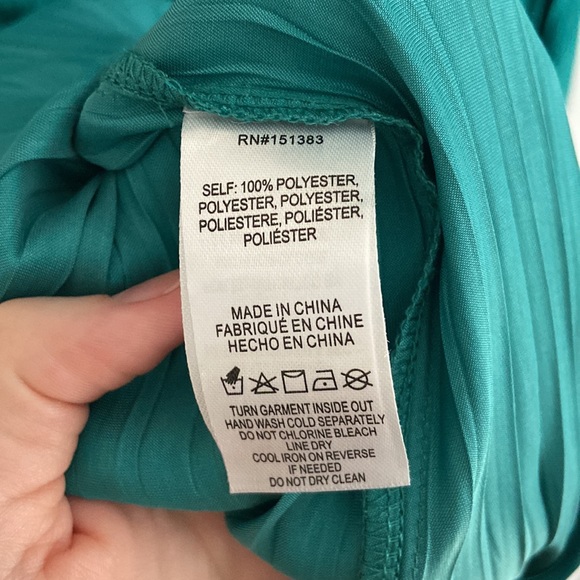 RN#151383
SELF: 100% POLYESTER,
POLYESTER, POLYESTER,
POLIESTERE, POLIÉSTER,
POLIÉSTER
MADE IN CHINA
FABRIQUÉ EN CHINE
HECHO EN CHINA
TURN GARMENT INSIDE OUT
HAND WASH COLD SEPARATELY
DO NOT CHLORINE BLEACH
LINE DRY
COOL IRON ON REVERSE
IF NEEDED
DO NOT DRY CLEAN